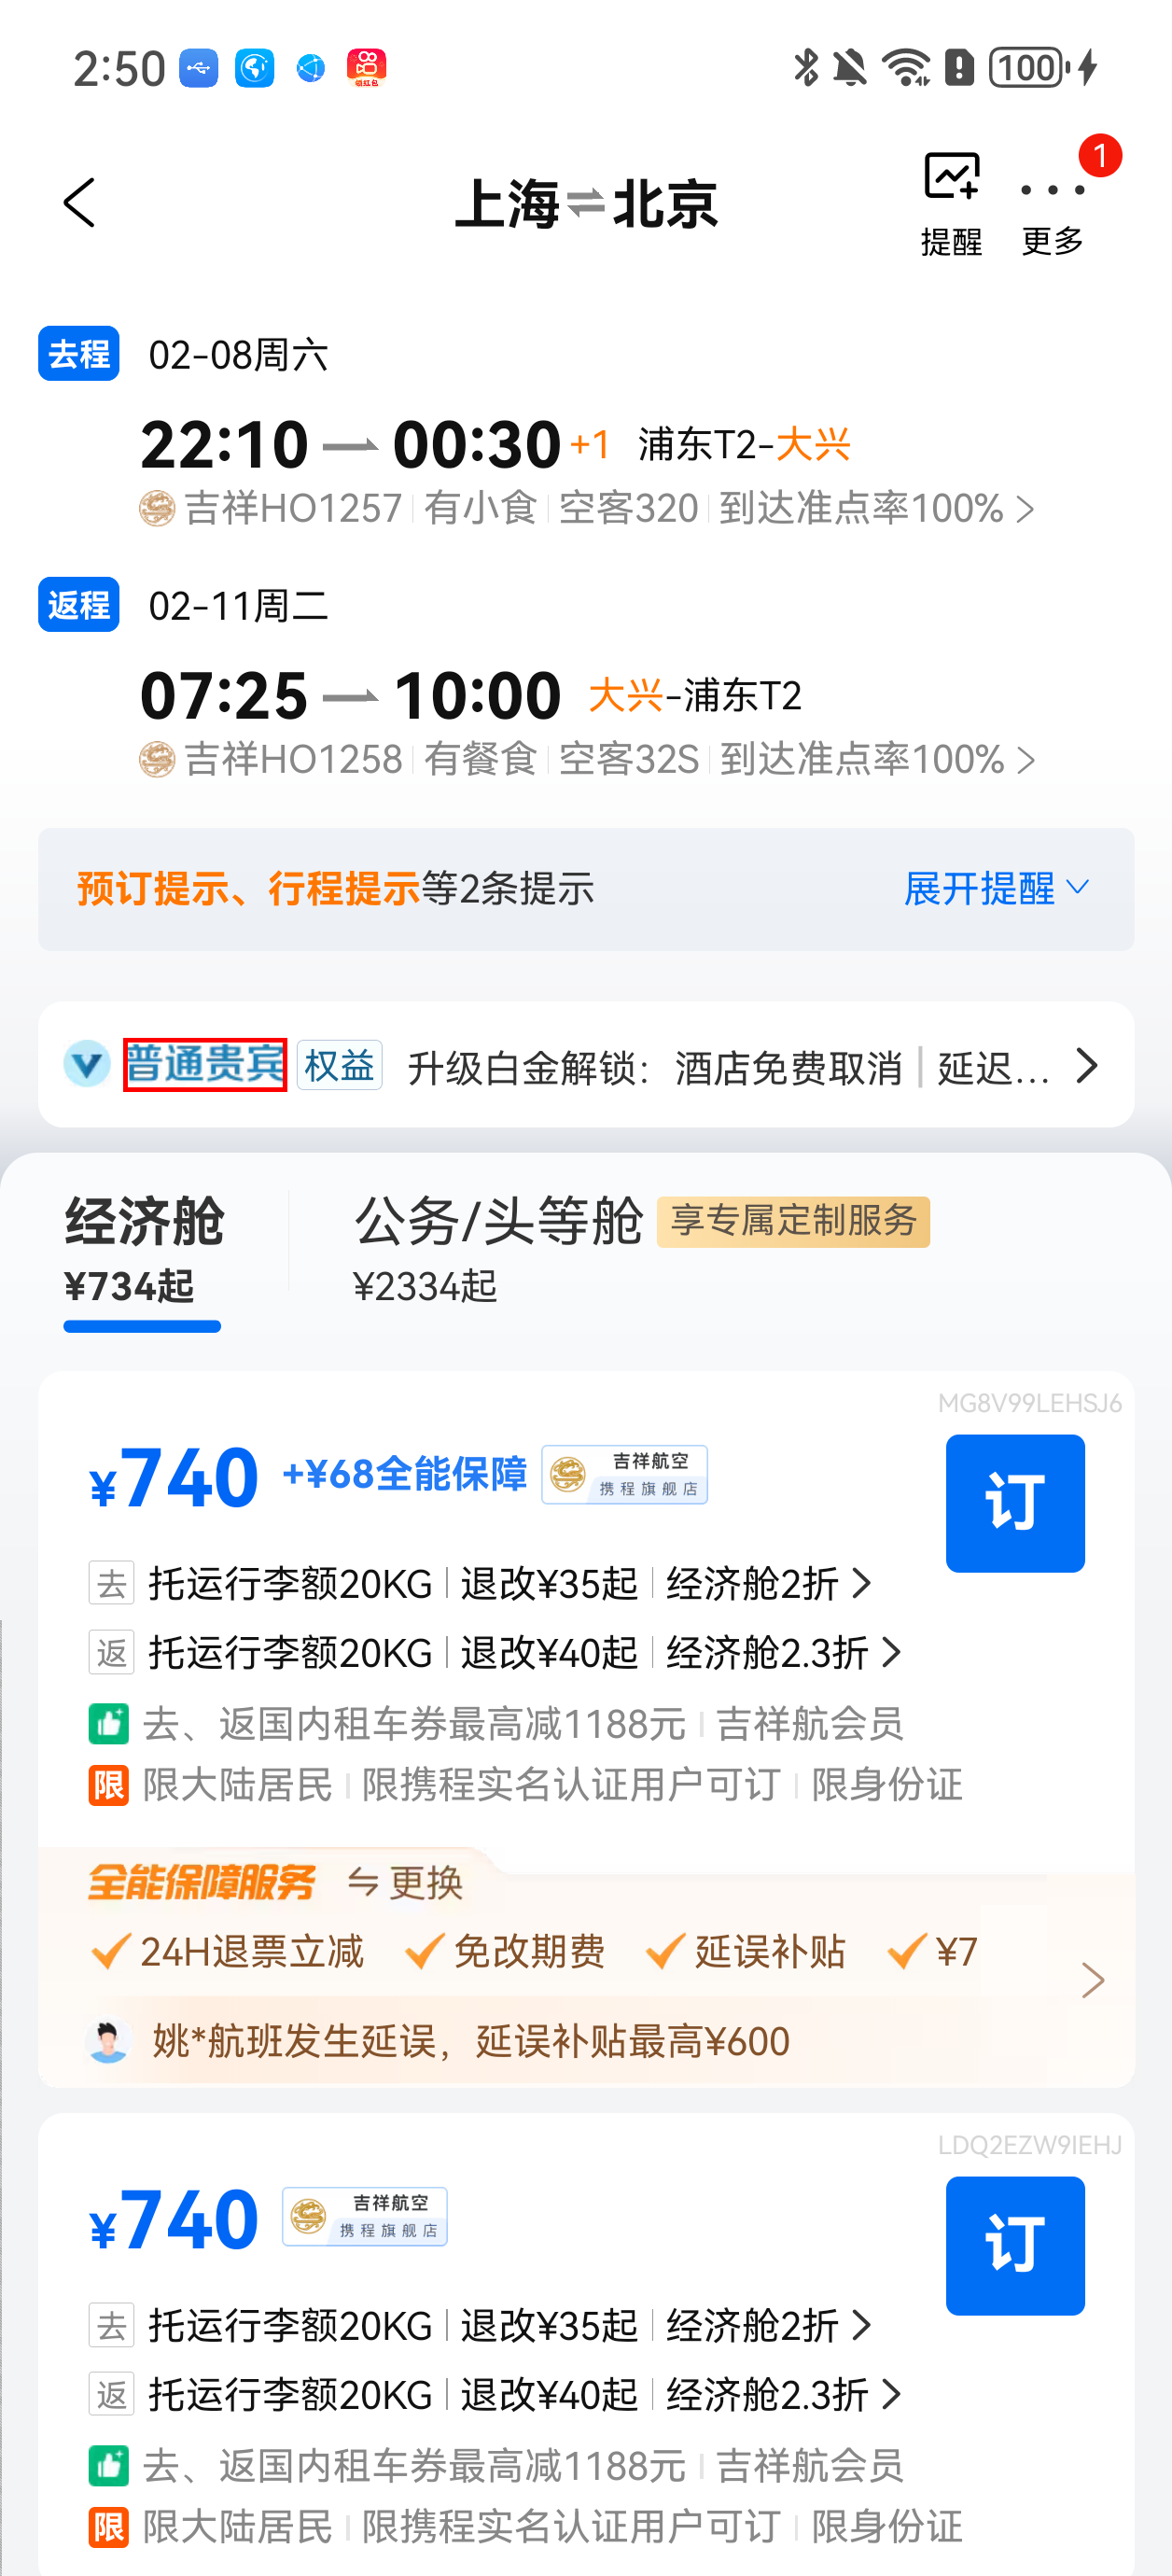 2:50
领红包
100
上海⇌北京
提醒
更多
1
去程 02-08周六
22:10 00:30 +1 浦东T2-大兴
吉祥HO1257 有小食 空客320 到达准点率100%
返程 02-11周二
07:25 10:00 大兴-浦东T2
吉祥HO1258 有餐食 空客32S 到达准点率100%
预订提示、行程提示等2条提示 展开提醒
普通贵宾 权益 升级白金解锁：酒店免费取消 | 延迟...
经济舱 公务/头等舱 享专属定制服务
¥734起 ¥2334起
MG8V99LEHSJ6
¥740 +¥68全能保障 吉祥航空 携程旗舰店 订
去 托运行李额20KG 退改¥35起 经济舱2折
返 托运行李额20KG 退改¥40起 经济舱2.3折
去、返国内租车券最高减1188元 吉祥航会员
限 限大陆居民 限携程实名认证用户可订 限身份证
全能保障服务 更换
24H退票立减 免改期费 延误补贴 ¥7
姚*航班发生延误，延误补贴最高¥600
LDQ2EZW9IEHJ
¥740 吉祥航空 携程旗舰店 订
去 托运行李额20KG 退改¥35起 经济舱2折
返 托运行李额20KG 退改¥40起 经济舱2.3折
去、返国内租车券最高减1188元 吉祥航会员
限 限大陆居民 限携程实名认证用户可订 限身份证